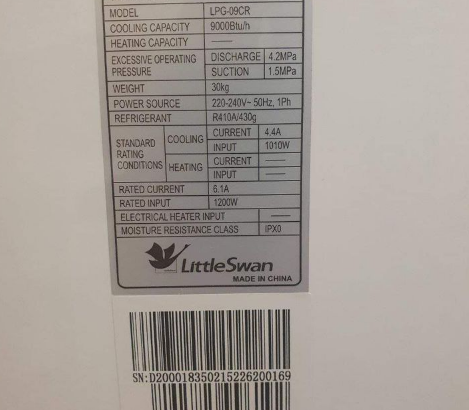 MODEL LPG-09CR
COOLING CAPACITY 9000Btu/h
HEATING CAPACITY ——
EXCESSIVE OPERATING PRESSURE DISCHARGE 4.2MPa
SUCTION 1.5MPa
WEIGHT 30kg
POWER SOURCE 220-240V~ 50Hz, 1Ph
REFRIGERANT R410A/430g
STANDARD RATING CONDITIONS COOLING CURRENT 4.4A
INPUT 1010W
HEATING CURRENT ——
INPUT ——
RATED CURRENT 6.1A
RATED INPUT 1200W
ELECTRICAL HEATER INPUT ——
MOISTURE RESISTANCE CLASS IPX0
LittleSwan
MADE IN CHINA
SN:D200018350215226200169